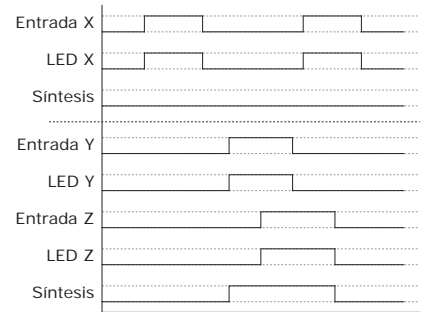 Entrada X
LED X
Síntesis
Entrada Y
LED Y
Entrada Z
LED Z
Síntesis